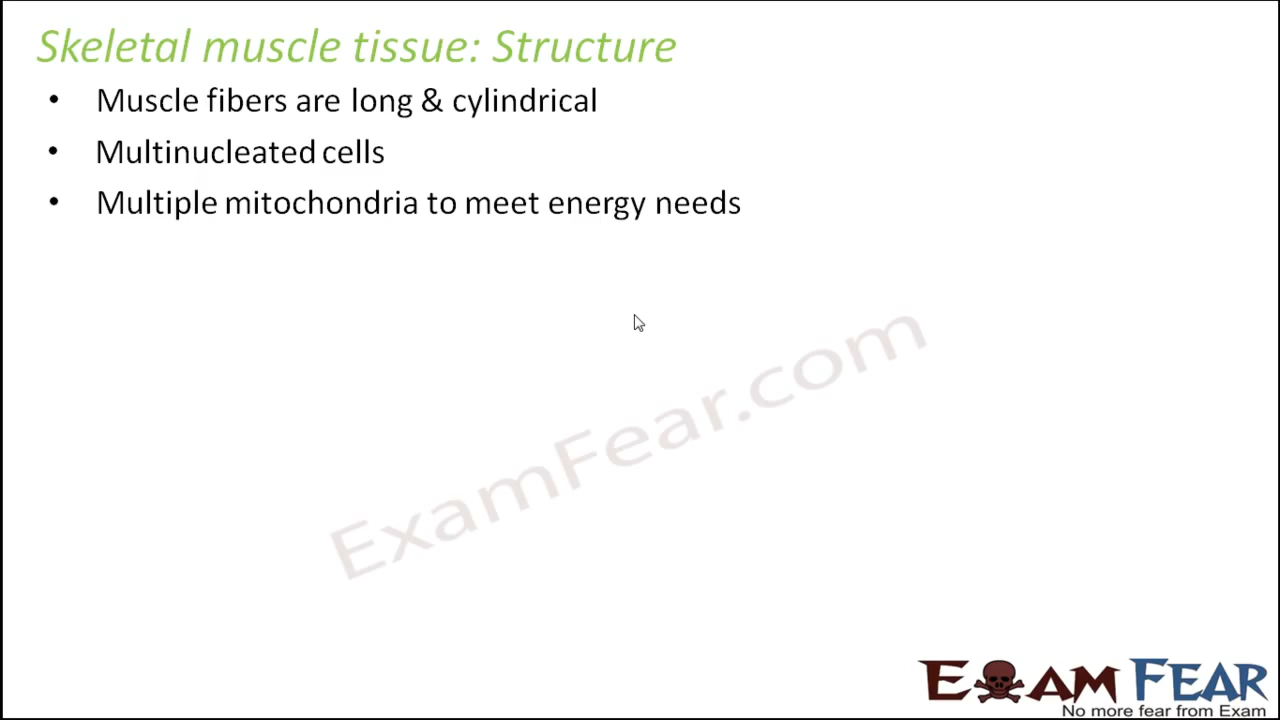 Skeletal muscle tissue: Structure
• Muscle fibers are long & cylindrical
• Multinucleated cells
• Multiple mitochondria to meet energy needs
ExamFear.com
EXAM FEAR
No more fear from Exam